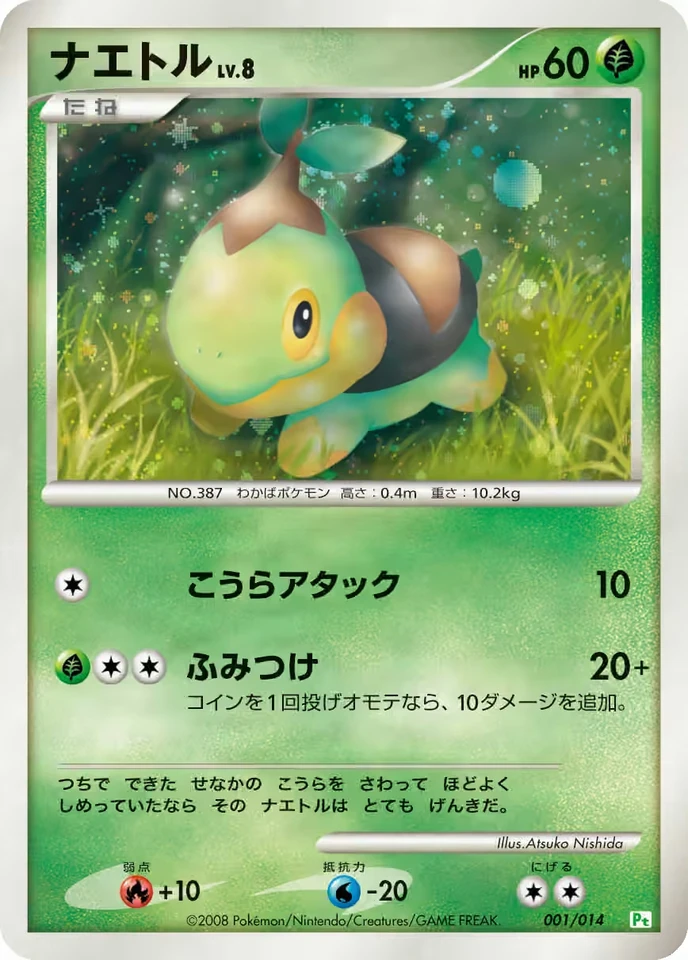 ナエトル LV.8 HP60
たね
NO.387 わかばポケモン 高さ:0.4m 重さ:10.2kg
こうらアタック 10
ふみつけ 20+
コインを1回投げオモテなら、10ダメージを追加。
つちで できた せなかの こうらを さわって ほどよく
しめっていたなら その ナエトルは とても げんきだ。
Illus.Atsuko Nishida
弱点 抵抗力 にげる
+10 -20
©2008 Pokémon/Nintendo/Creatures/GAME FREAK. 001/014 Pt